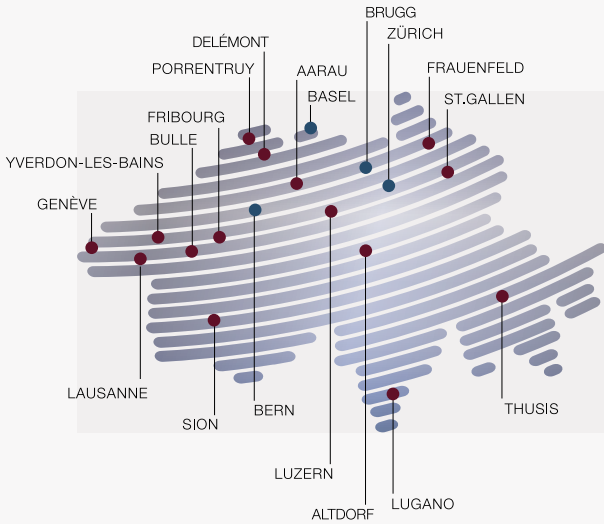 BRUGG
ZÜRICH
DELÉMONT
PORRENTRUY
AARAU
FRAUENFELD
BASEL
ST.GALLEN
FRIBOURG
BULLE
YVERDON-LES-BAINS
GENÈVE
LAUSANNE
SION
BERN
THUSIS
LUZERN
LUGANO
ALTDORF